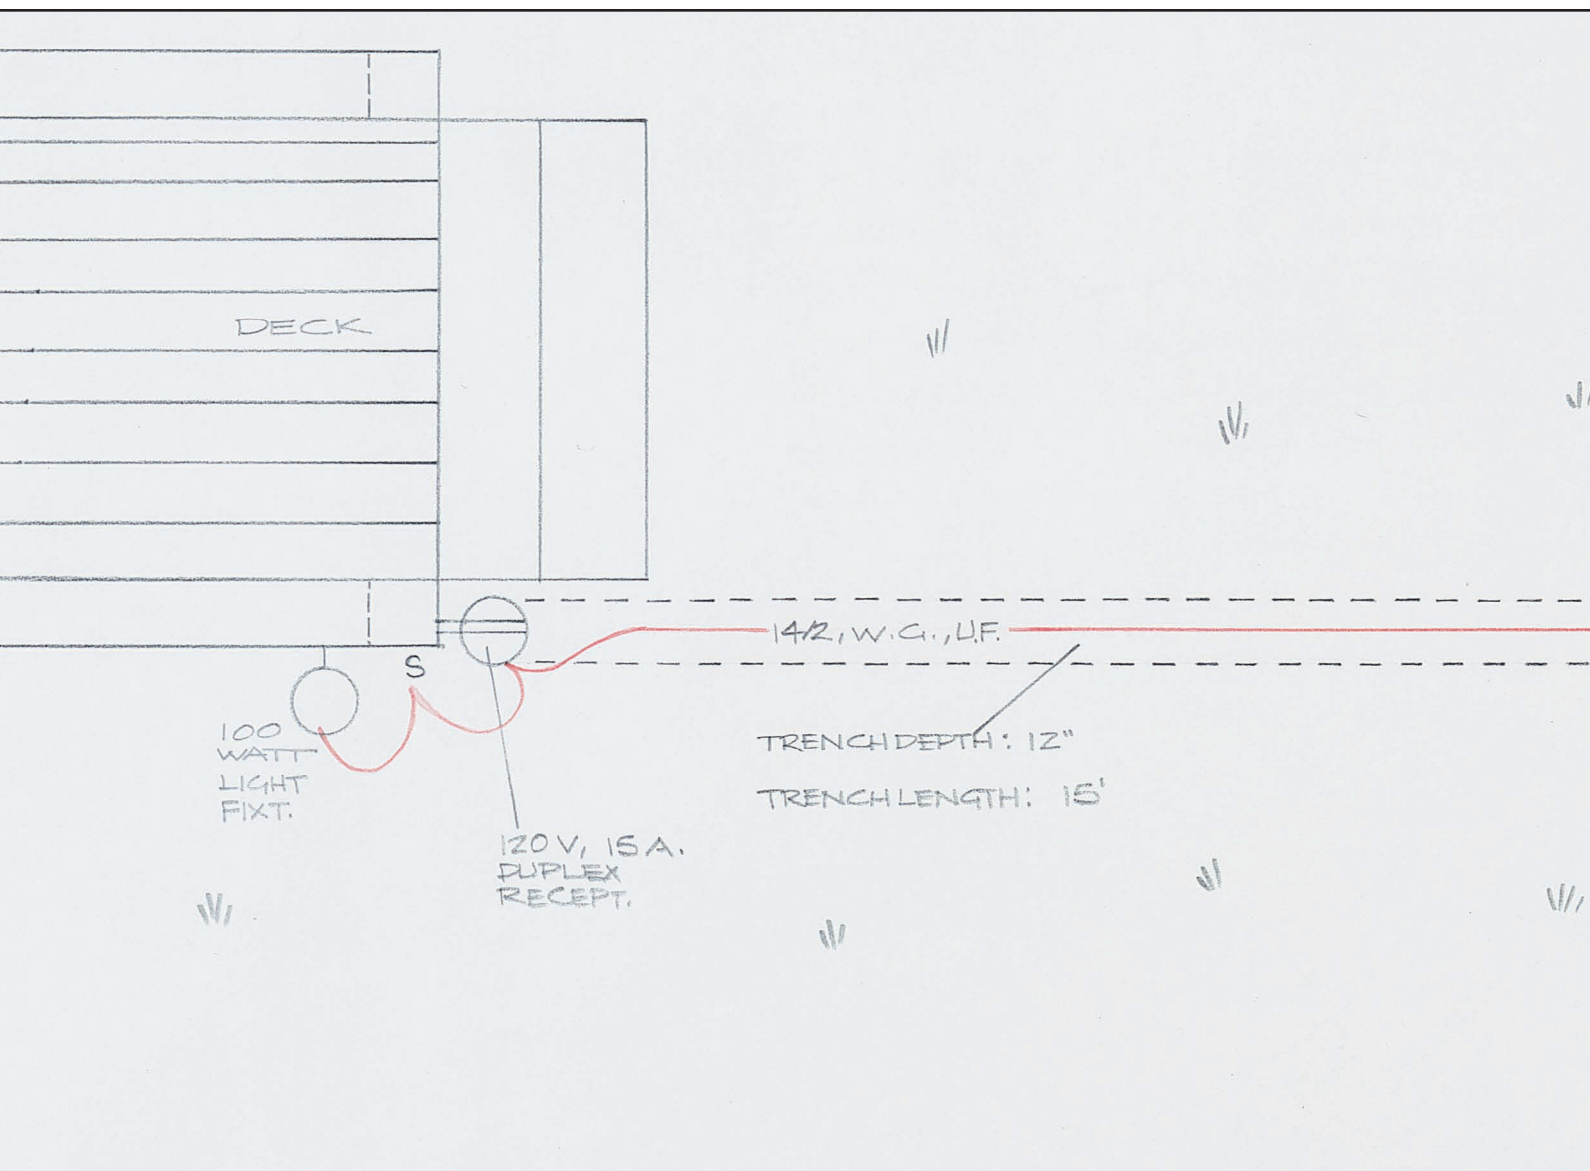 DECK
14/2, W.G., U.F.
S
100
WATT
LIGHT
FIXT.
TRENCH DEPTH: 12"
TRENCH LENGTH: 15'
120 V, 15 A.
DUPLEX
RECEPT.